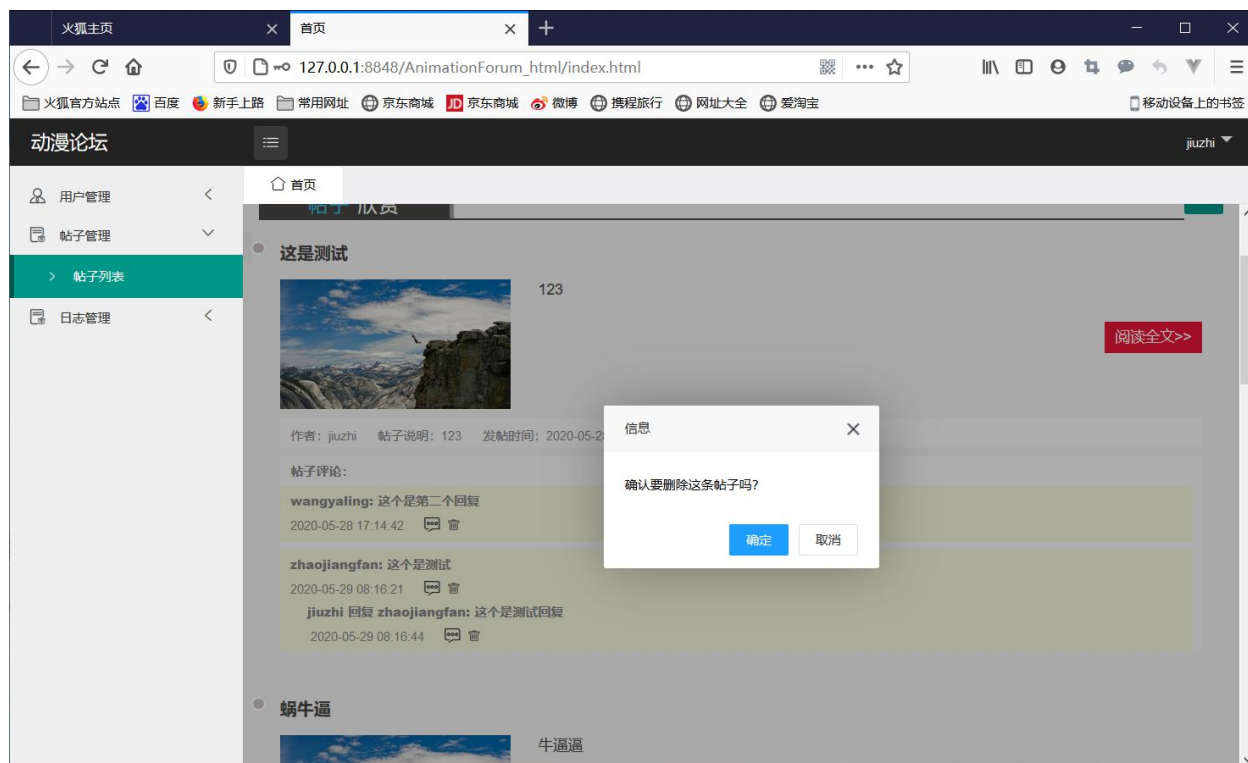 火狐主页
首页
127.0.0.1:8848/AnimationForum_html/index.html
火狐官方站点 百度 新手上路 常用网址 京东商城 JD 京东商城 微博 携程旅行 网址大全 爱淘宝 移动设备上的书签
动漫论坛
jiuzhi
首页
用户管理
帖子管理
帖子列表
日志管理
帖子 欣赏
这是测试
123
阅读全文>>
作者：jiuzhi 帖子说明：123 发帖时间：2020-05-2
帖子评论：
wangyaling: 这个是第二个回复
2020-05-28 17:14:42
zhaojiangfan: 这个是测试
2020-05-29 08:16:21
jiuzhi 回复 zhaojiangfan: 这个是测试回复
2020-05-29 08:16:44
信息
确认要删除这条帖子吗?
确定 取消
蜗牛逼
牛逼逼